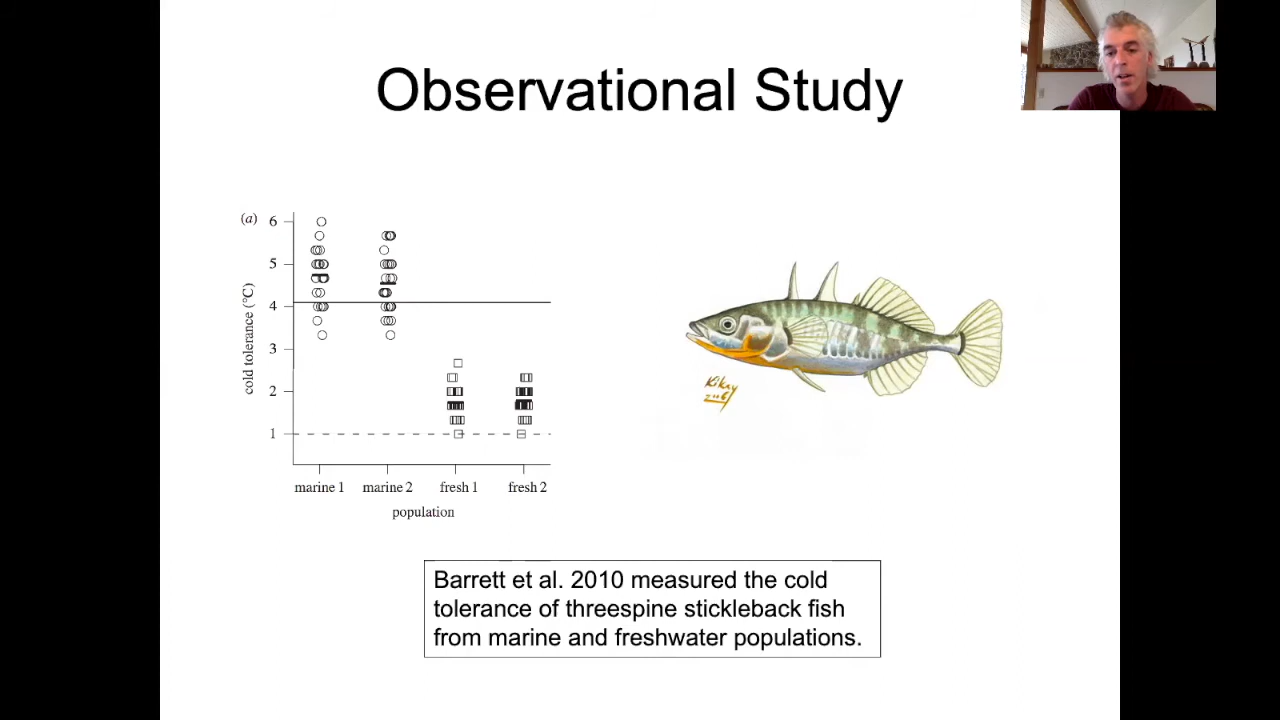 Observational Study
(a)
6
5
4
3
2
1
cold tolerance (°C)
marine 1 marine 2 fresh 1 fresh 2
population
Kikay
Barrett et al. 2010 measured the cold
tolerance of threespine stickleback fish
from marine and freshwater populations.